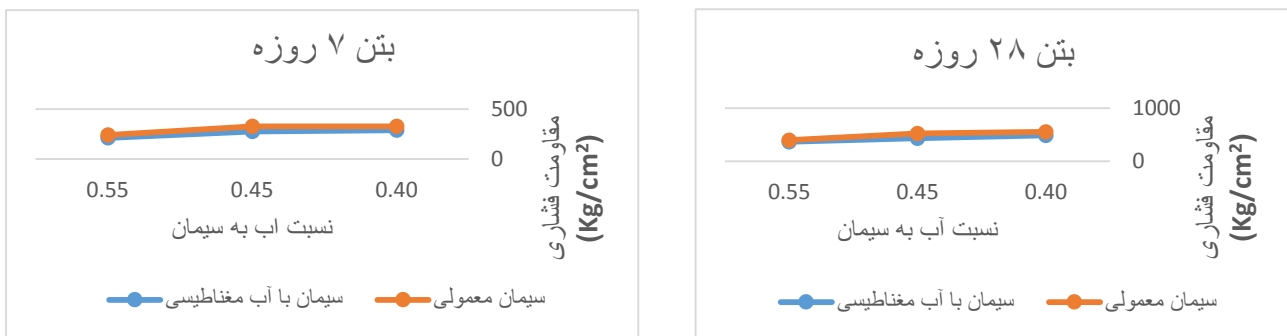 بتن ۷ روزه
500
0
مقاومت فشاری
(Kg/cm²)
0.55 0.45 0.40
نسبت اب به سیمان
سیمان با آب مغناطیسی سیمان معمولی
بتن ۲۸ روزه
1000
0
مقاومت فشاری
(Kg/cm²)
0.55 0.45 0.40
نسبت آب به سیمان
سیمان با آب مغناطیسی سیمان معمولی